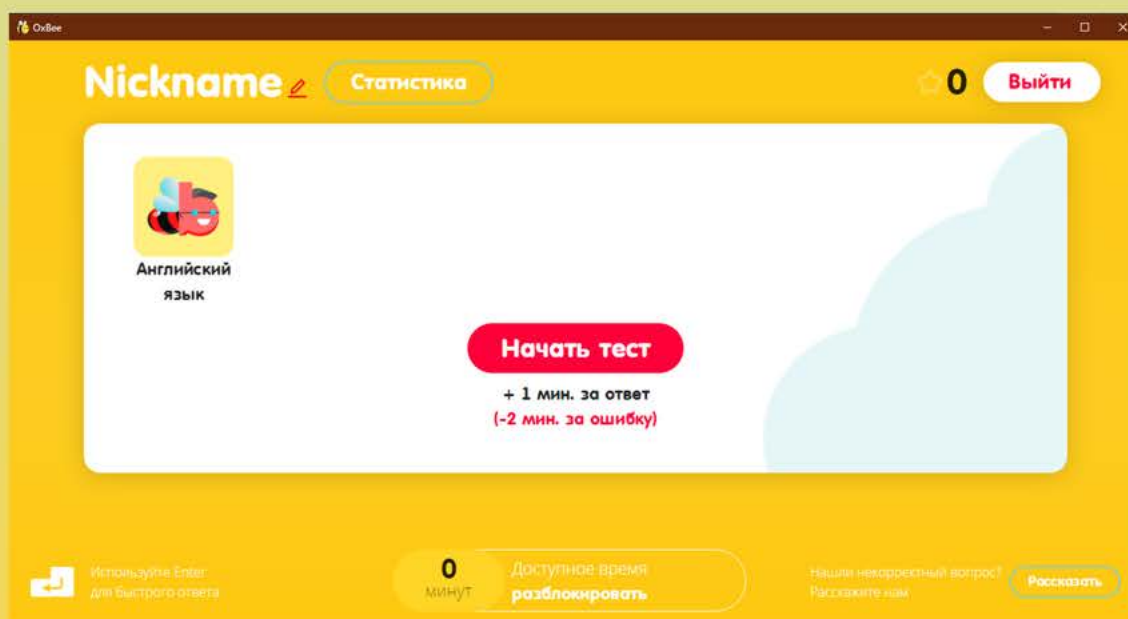 OxBee
Nickname
Статистика
0
Выйти
Английский
язык
Начать тест
+ 1 мин. за ответ
(-2 мин. за ошибку)
Используйте Enter
для быстрого ответа
0
минут
Доступное время
разблокировать
Нашли некорректный вопрос?
Расскажите нам
Рассказать